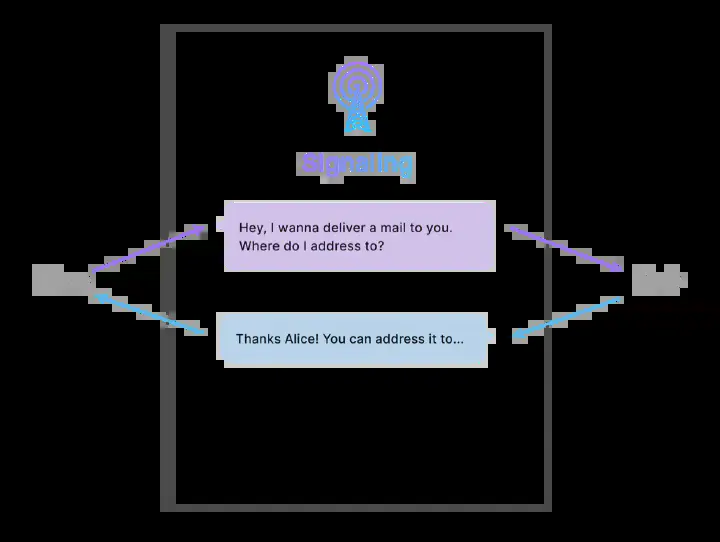 Signaling
Hey, I wanna deliver a mail to you.
Where do I address to?
Thanks Alice! You can address it to...